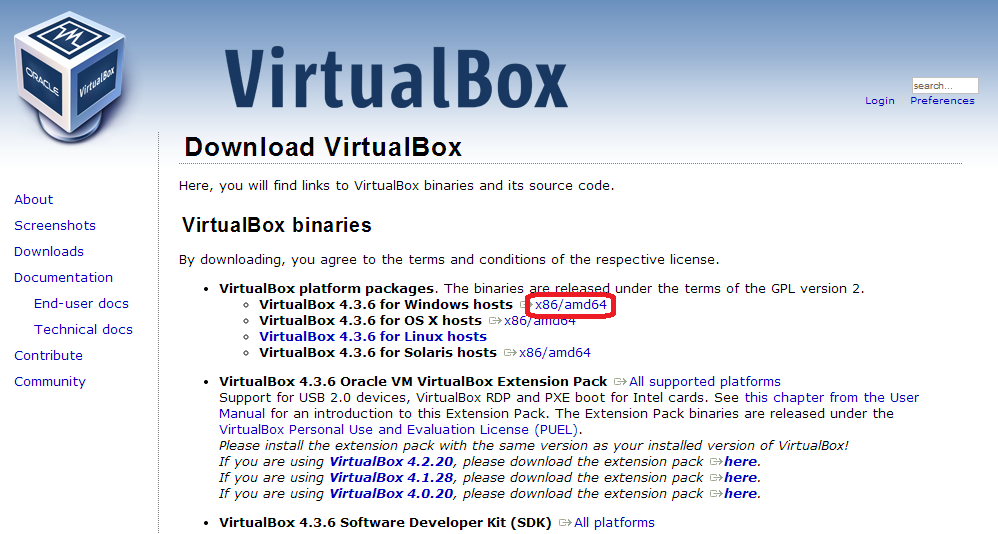 ORACLE
VirtualBox
VirtualBox
search...
Login Preferences
Download VirtualBox
Here, you will find links to VirtualBox binaries and its source code.
About
Screenshots
Downloads
Documentation
End-user docs
Technical docs
Contribute
Community
VirtualBox binaries
By downloading, you agree to the terms and conditions of the respective license.
• VirtualBox platform packages. The binaries are released under the terms of the GPL version 2.
VirtualBox 4.3.6 for Windows hosts x86/amd64
VirtualBox 4.3.6 for OS X hosts x86/amd64
VirtualBox 4.3.6 for Linux hosts
VirtualBox 4.3.6 for Solaris hosts x86/amd64
• VirtualBox 4.3.6 Oracle VM VirtualBox Extension Pack All supported platforms
Support for USB 2.0 devices, VirtualBox RDP and PXE boot for Intel cards. See this chapter from the User
Manual for an introduction to this Extension Pack. The Extension Pack binaries are released under the
VirtualBox Personal Use and Evaluation License (PUEL).
Please install the extension pack with the same version as your installed version of VirtualBox!
If you are using VirtualBox 4.2.20, please download the extension pack here.
If you are using VirtualBox 4.1.28, please download the extension pack here.
If you are using VirtualBox 4.0.20, please download the extension pack here.
• VirtualBox 4.3.6 Software Developer Kit (SDK) All platforms